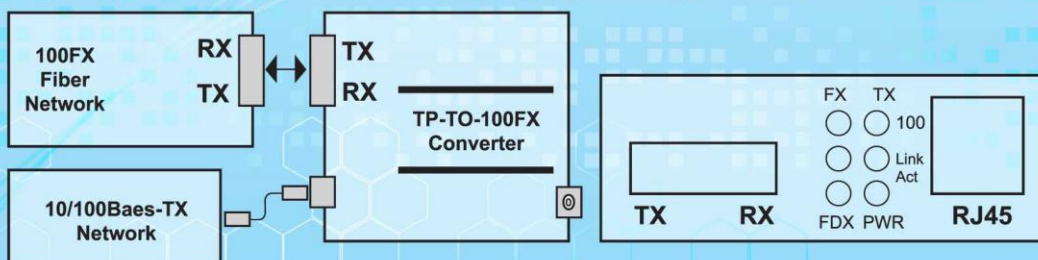 100FX
Fiber
Network
RX
TX
TX
RX
TP-TO-100FX
Converter
10/100Baes-TX
Network
FX TX
100
Link
Act
FDX PWR
TX RX
RJ45